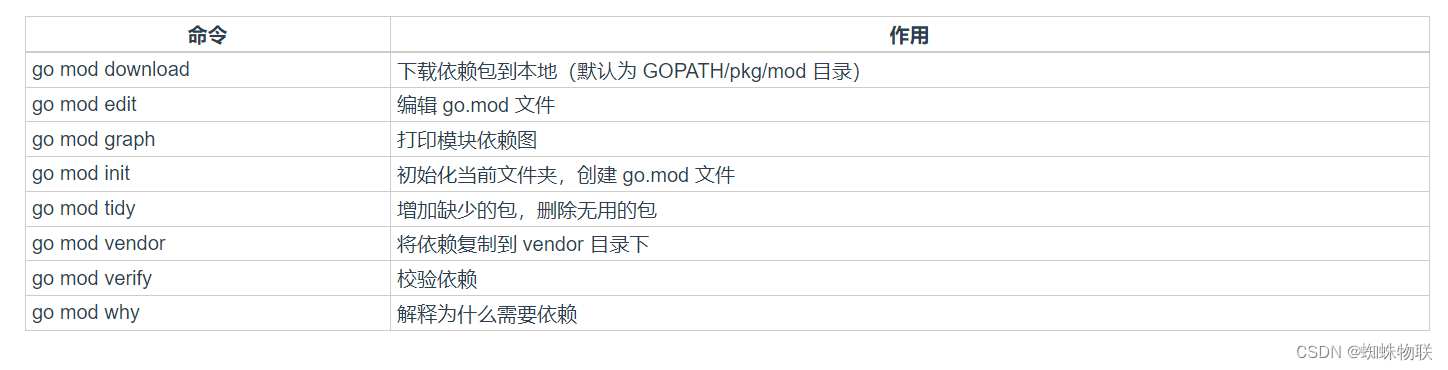 命令 作用
go mod download 下载依赖包到本地（默认为 GOPATH/pkg/mod 目录）
go mod edit 编辑 go.mod 文件
go mod graph 打印模块依赖图
go mod init 初始化当前文件夹，创建 go.mod 文件
go mod tidy 增加缺少的包，删除无用的包
go mod vendor 将依赖复制到 vendor 目录下
go mod verify 校验依赖
go mod why 解释为什么需要依赖
CSDN @蜘蛛物联